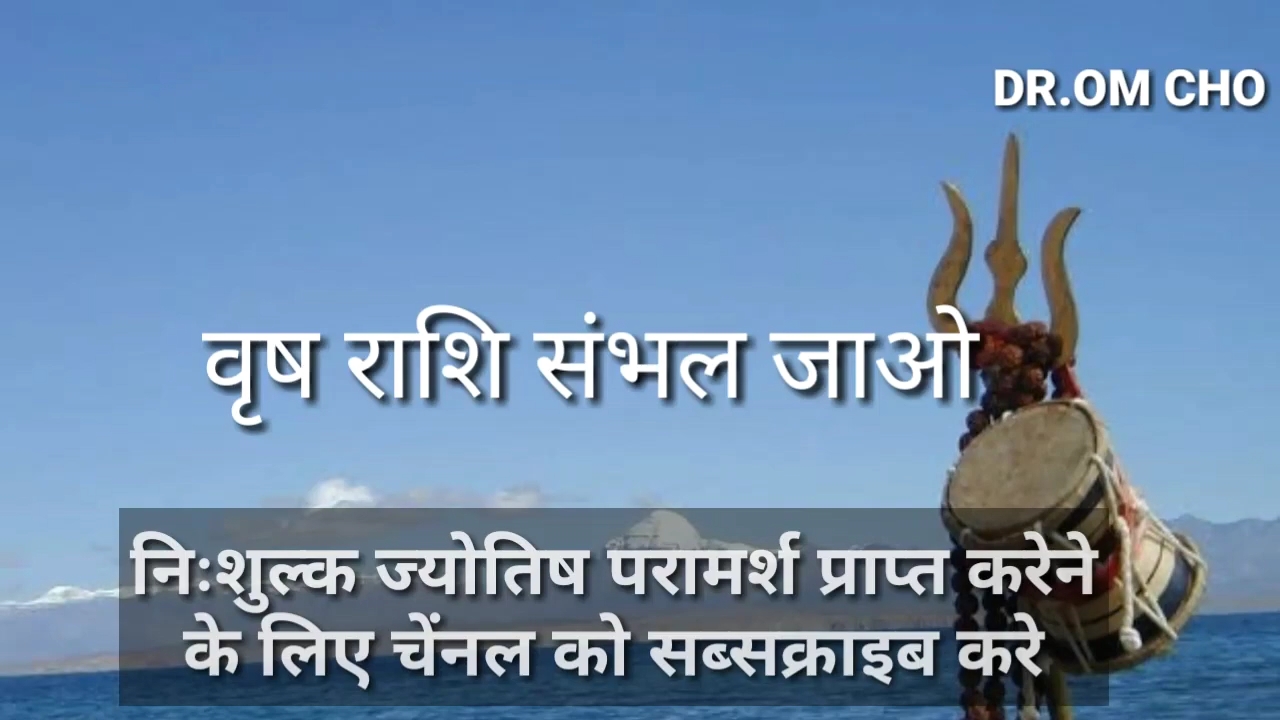 DR.OM CHO
वृष राशि संभल जाओ
निःशुल्क ज्योतिष परामर्श प्राप्त करेने
के लिए चेंनल को सब्सक्राइब करे